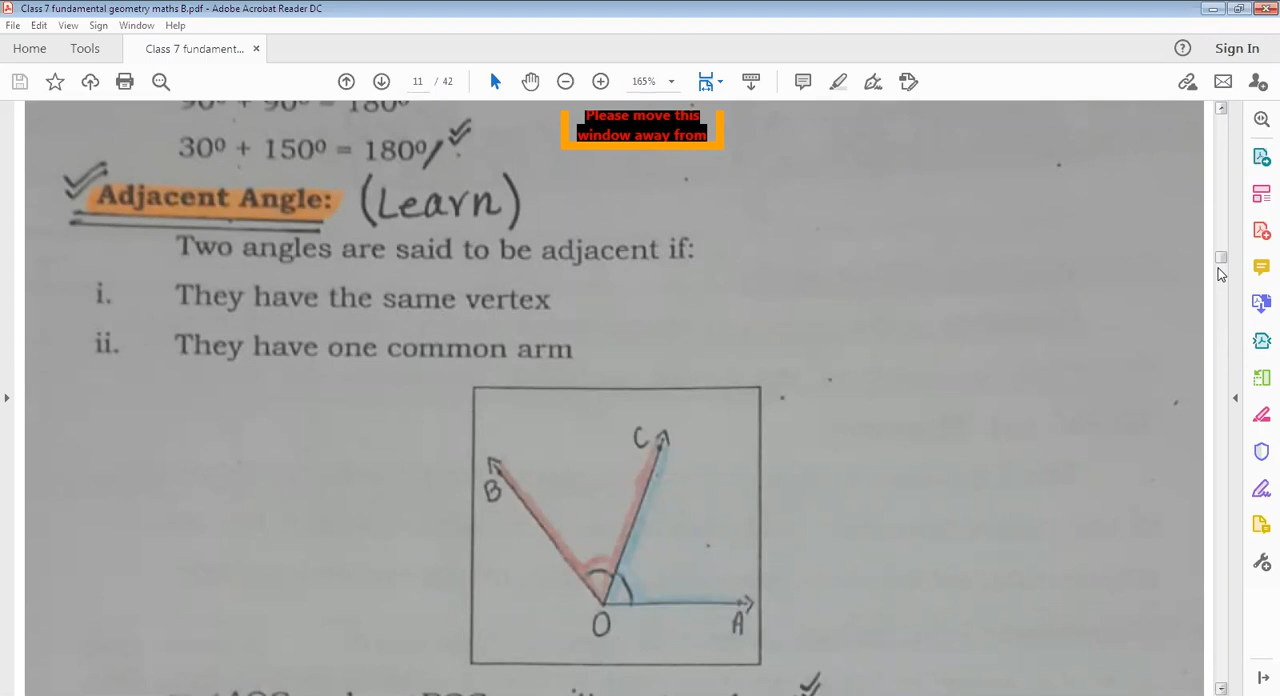 Class 7 fundamental geometry maths B.pdf - Adobe Acrobat Reader DC
File Edit View Sign Window Help
Home Tools Class 7 fundament... × Sign In
11 / 42 165%
90⁰ + 90⁰ = 180⁰
Please move this
window away from
30⁰ + 150⁰ = 180⁰
Adjacent Angle: (Learn)
Two angles are said to be adjacent if:
i. They have the same vertex
ii. They have one common arm
C
B
O
A